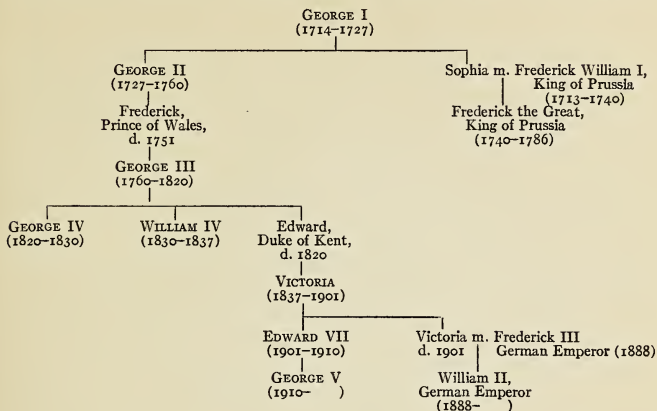 GEORGE I
(1714–1727)
GEORGE II
(1727–1760)
Sophia m. Frederick William I,
King of Prussia
(1713–1740)
Frederick,
Prince of Wales,
d. 1751
Frederick the Great,
King of Prussia
(1740–1786)
GEORGE III
(1760–1820)
GEORGE IV
(1820–1830)
WILLIAM IV
(1830–1837)
Edward,
Duke of Kent,
d. 1820
VICTORIA
(1837–1901)
EDWARD VII
(1901–1910)
Victoria m. Frederick III
d. 1901 German Emperor (1888)
GEORGE V
(1910– )
William II,
German Emperor
(1888– )